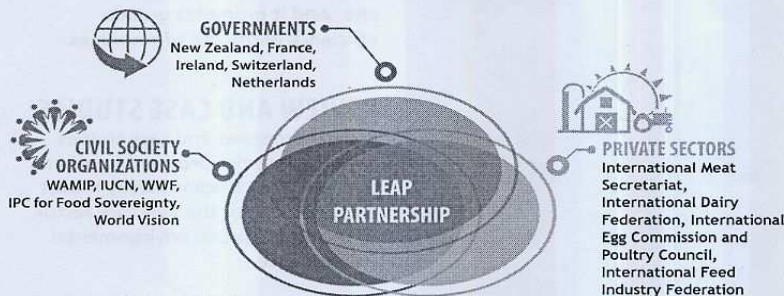 GOVERNMENTS
New Zealand, France,
Ireland, Switzerland,
Netherlands
CIVIL SOCIETY
ORGANIZATIONS
WAMIP, IUCN, WWF,
IPC for Food Sovereignty,
World Vision
LEAP
PARTNERSHIP
PRIVATE SECTORS
International Meat
Secretariat,
International Dairy
Federation, International
Egg Commission and
Poultry Council,
International Feed
Industry Federation